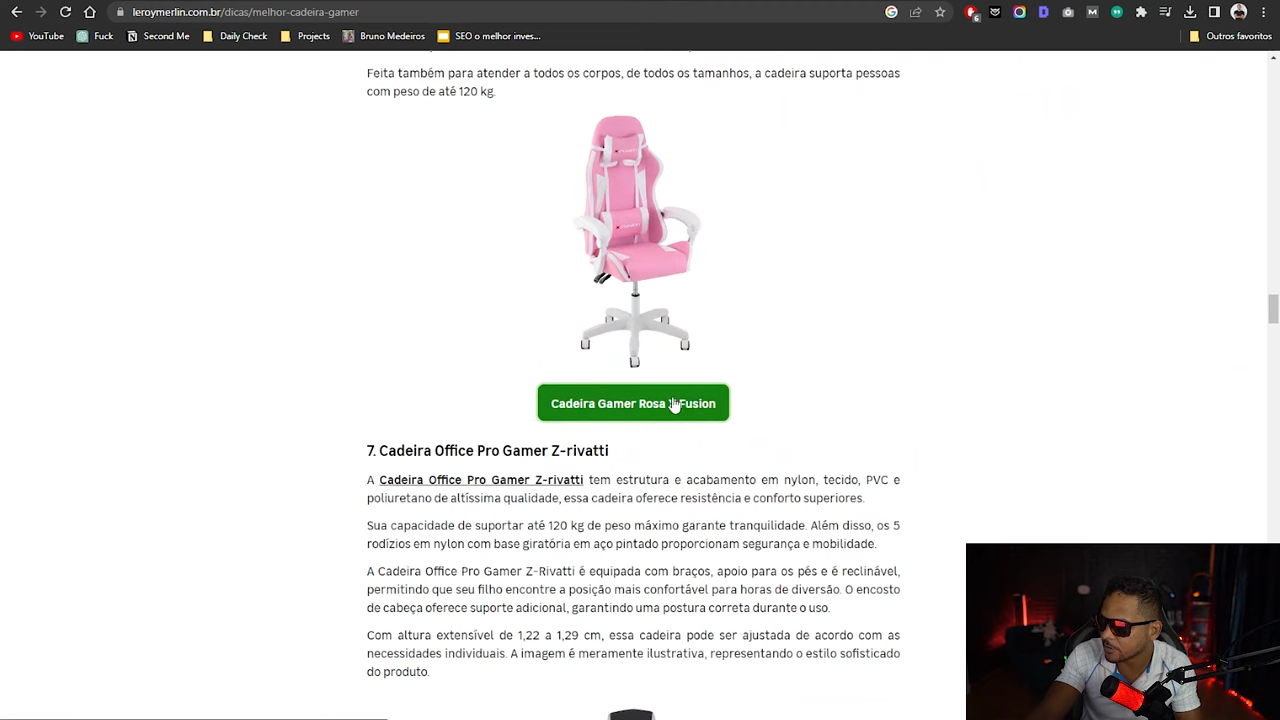 leroymerlin.com.br/dicas/melhor-cadeira-gamer
6
YouTube
Fuck
Second Me
Daily Check
Projects
Bruno Medeiros
SEO o melhor inves...
Outros favoritos
Feita também para atender a todos os corpos, de todos os tamanhos, a cadeira suporta pessoas
com peso de até 120 kg.
Cadeira Gamer Rosa Fusion
7. Cadeira Office Pro Gamer Z-rivatti
A Cadeira Office Pro Gamer Z-rivatti tem estrutura e acabamento em nylon, tecido, PVC e
poliuretano de altíssima qualidade, essa cadeira oferece resistência e conforto superiores.
Sua capacidade de suportar até 120 kg de peso máximo garante tranquilidade. Além disso, os 5
rodízios em nylon com base giratória em aço pintado proporcionam segurança e mobilidade.
A Cadeira Office Pro Gamer Z-Rivatti é equipada com braços, apoio para os pés e é reclinável,
permitindo que seu filho encontre a posição mais confortável para horas de diversão. O encosto
de cabeça oferece suporte adicional, garantindo uma postura correta durante o uso.
Com altura extensível de 1,22 a 1,29 cm, essa cadeira pode ser ajustada de acordo com as
necessidades individuais. A imagem é meramente ilustrativa, representando o estilo sofisticado
do produto.